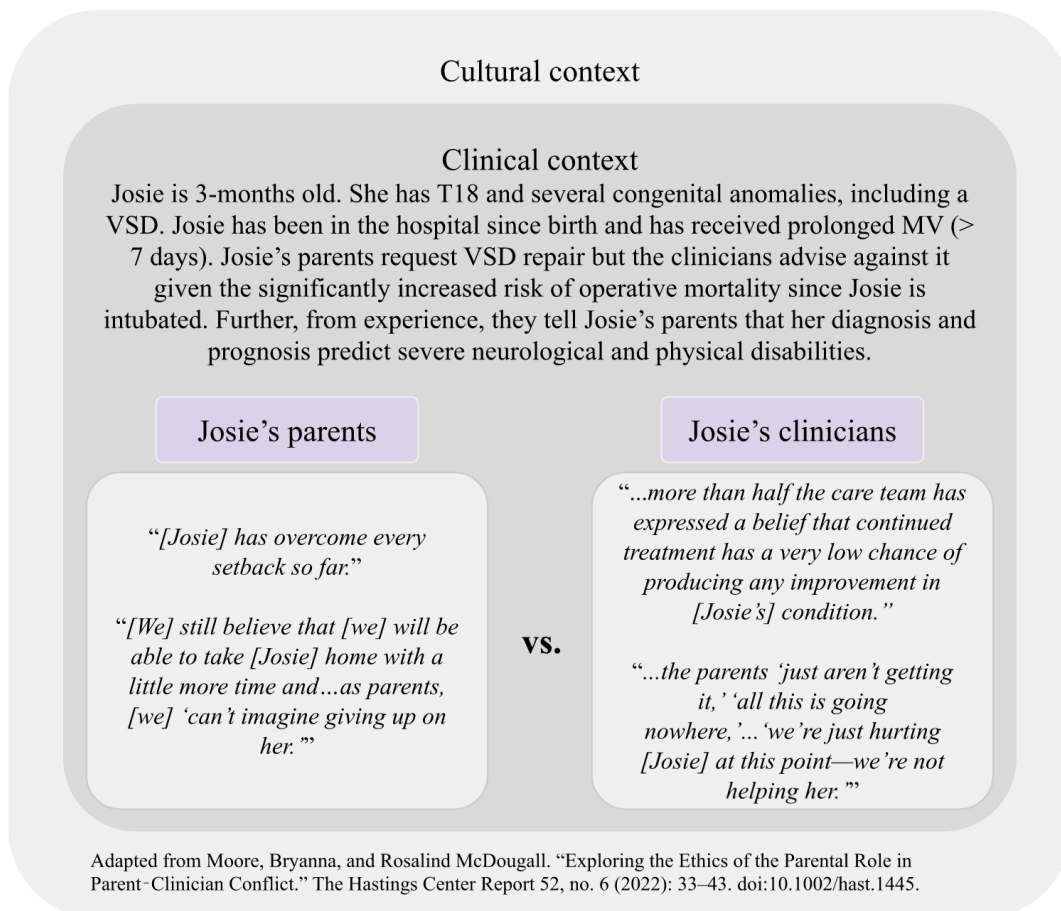 Cultural context
Clinical context
Josie is 3-months old. She has T18 and several congenital anomalies, including a
VSD. Josie has been in the hospital since birth and has received prolonged MV (>
7 days). Josie’s parents request VSD repair but the clinicians advise against it
given the significantly increased risk of operative mortality since Josie is
intubated. Further, from experience, they tell Josie’s parents that her diagnosis and
prognosis predict severe neurological and physical disabilities.
Josie’s parents
“[Josie] has overcome every
setback so far.”
“[We] still believe that [we] will be
able to take [Josie] home with a
little more time and…as parents,
[we] ‘can’t imagine giving up on
her.’”
vs.
Josie’s clinicians
“...more than half the care team has
expressed a belief that continued
treatment has a very low chance of
producing any improvement in
[Josie’s] condition.”
“...the parents ‘just aren’t getting
it,’ ‘all this is going
nowhere,’...‘we’re just hurting
[Josie] at this point—we’re not
helping her.’”
Adapted from Moore, Bryanna, and Rosalind McDougall. “Exploring the Ethics of the Parental Role in
Parent-Clinician Conflict.” The Hastings Center Report 52, no. 6 (2022): 33–43. doi:10.1002/hast.1445.